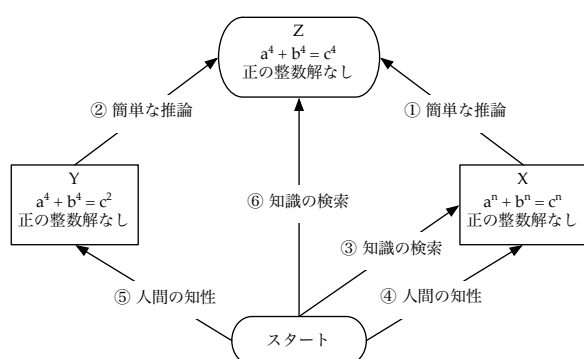 Z
a⁴ + b⁴ = c⁴
正の整数解なし
② 簡単な推論
① 簡単な推論
Y
a⁴ + b⁴ = c²
正の整数解なし
X
aⁿ + bⁿ = cⁿ
正の整数解なし
⑥ 知識の検索
③ 知識の検索
⑤ 人間の知性
④ 人間の知性
スタート